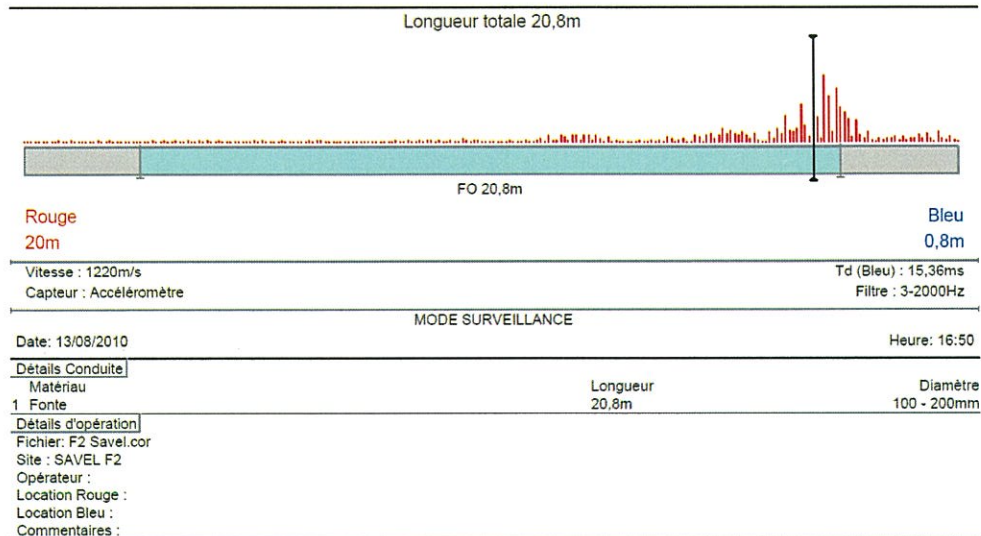 Longueur totale 20,8m
FO 20,8m
Rouge Bleu
20m 0,8m
Vitesse : 1220m/s Td (Bleu) : 15,36ms
Capteur : Accéléromètre Filtre : 3-2000Hz
MODE SURVEILLANCE
Date: 13/08/2010 Heure: 16:50
Détails Conduite
Matériau Longueur Diamètre
1 Fonte 20,8m 100 - 200mm
Détails d'opération
Fichier: F2 Savel.cor
Site : SAVEL F2
Opérateur :
Location Rouge :
Location Bleu :
Commentaires :